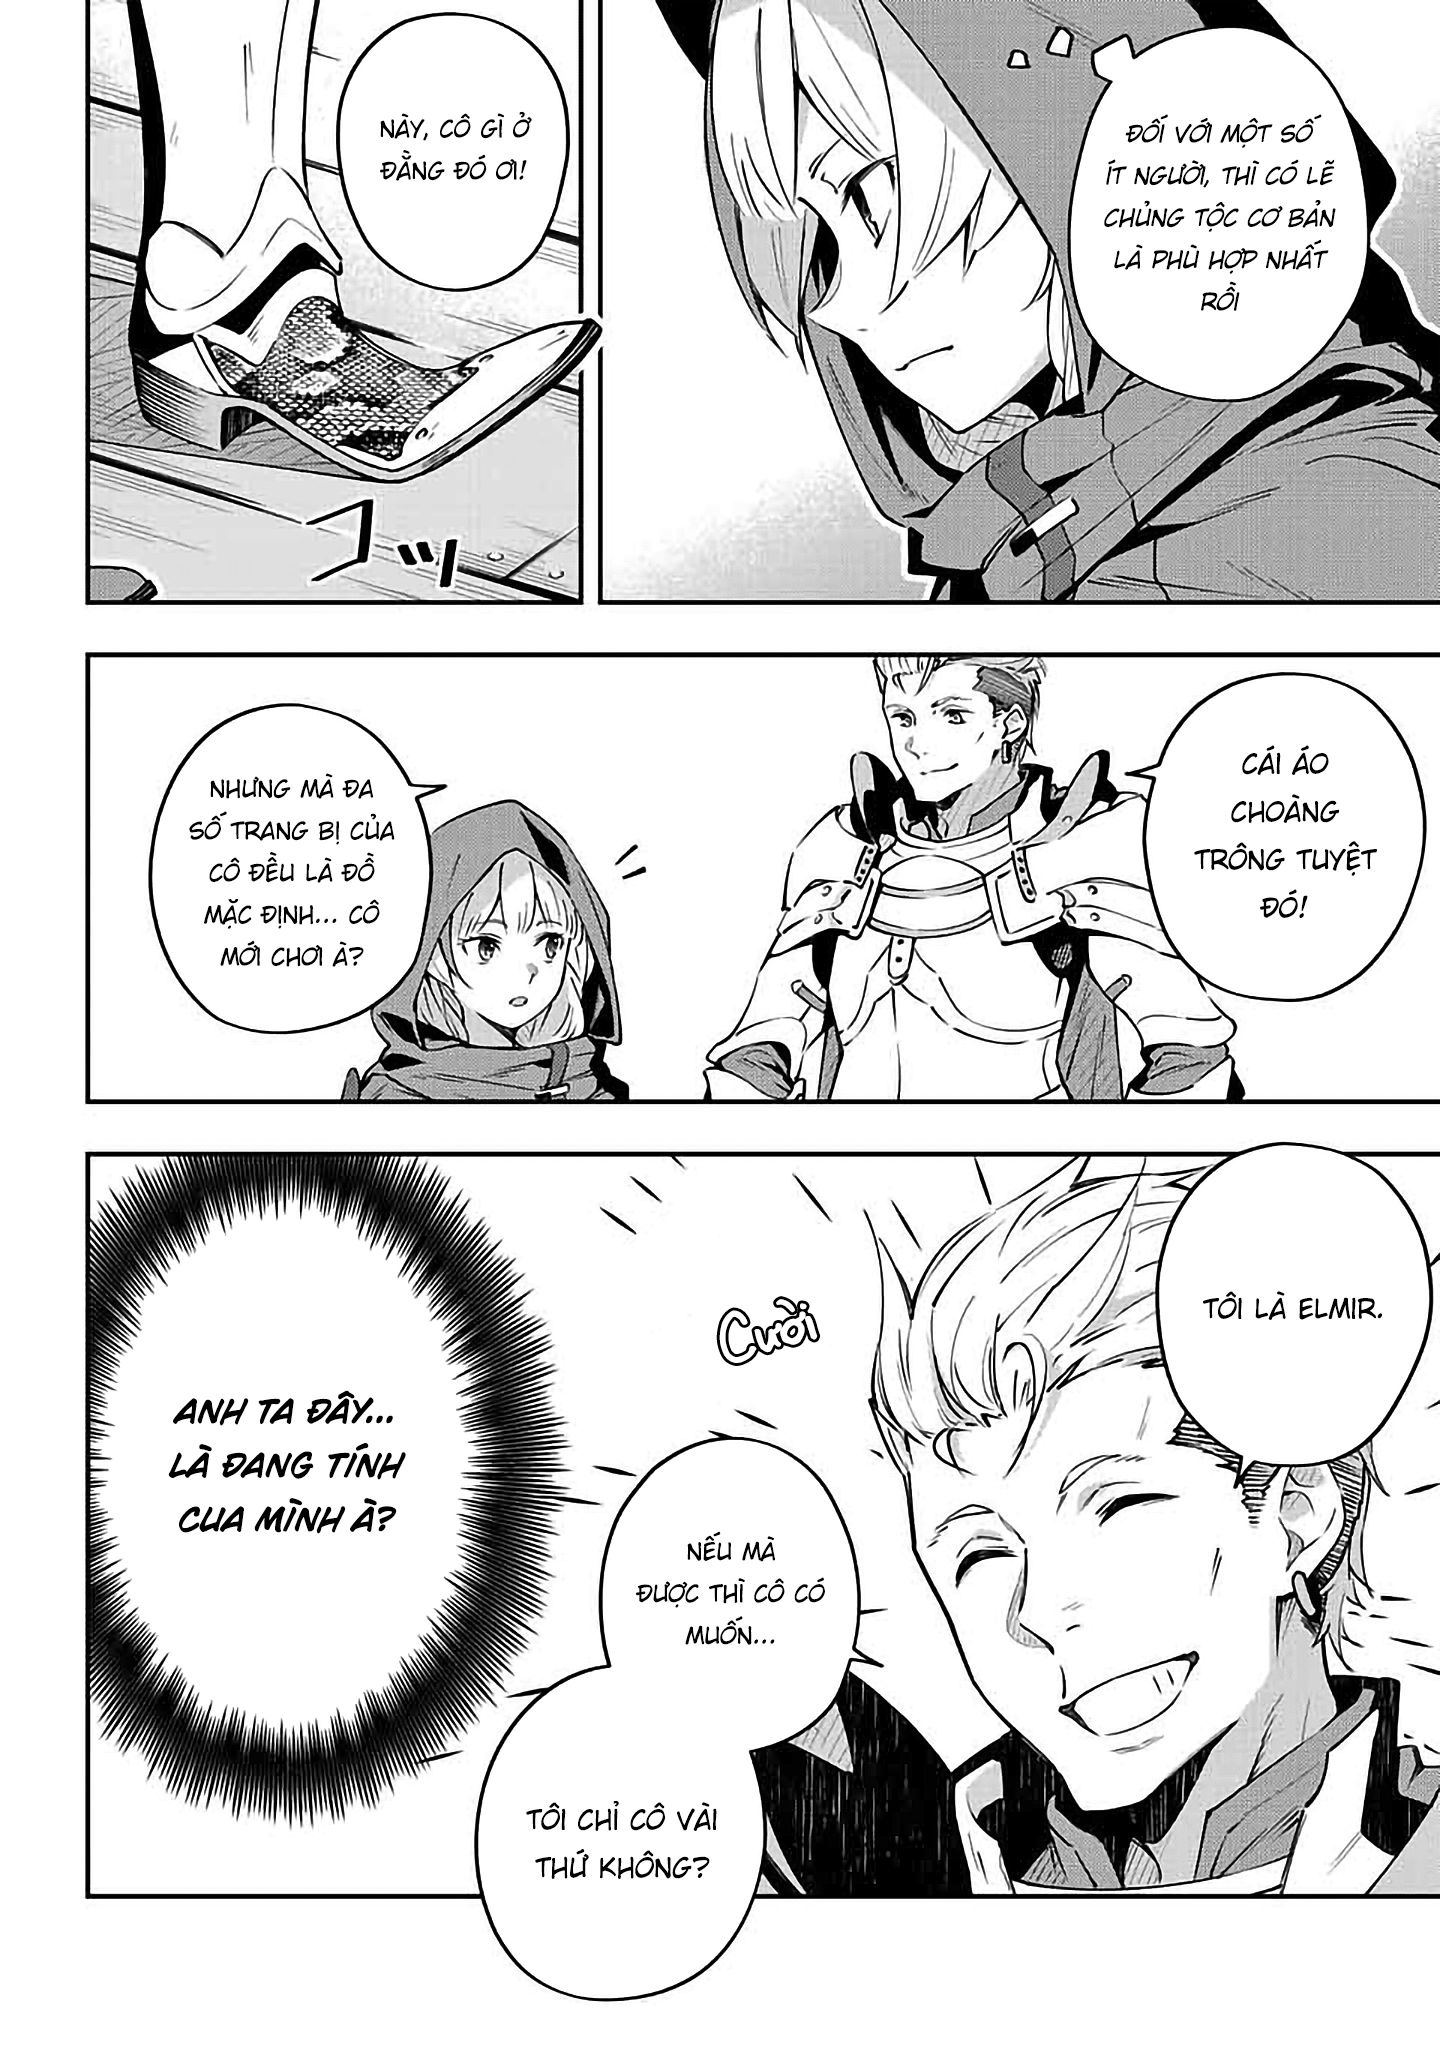 ĐỐI VỚI MỘT SỐ
ÍT NGƯỜI, THÌ CÓ LẼ
CHỦNG TỘC CƠ BẢN
LÀ PHÙ HỢP NHẤT
RỒI
NÀY, CÔ GÌ Ở
ĐẰNG ĐÓ ƠI!
コッ
CÁI ÁO
CHOÀNG
TRÔNG TUYỆT
ĐÓ!
NHƯNG MÀ ĐA
SỐ TRANG BỊ CỦA
CÔ ĐỀU LÀ ĐỒ
MẶC ĐỊNH... CÔ
MỚI CHƠI À?
TÔI LÀ ELMIR.
Cười
NẾU MÀ
ĐƯỢC THÌ CÔ CÓ
MUỐN...
TÔI CHỈ CÔ VÀI
THỨ KHÔNG?
ANH TA ĐÂY...
LÀ ĐANG TÍNH
CUA MÌNH À?